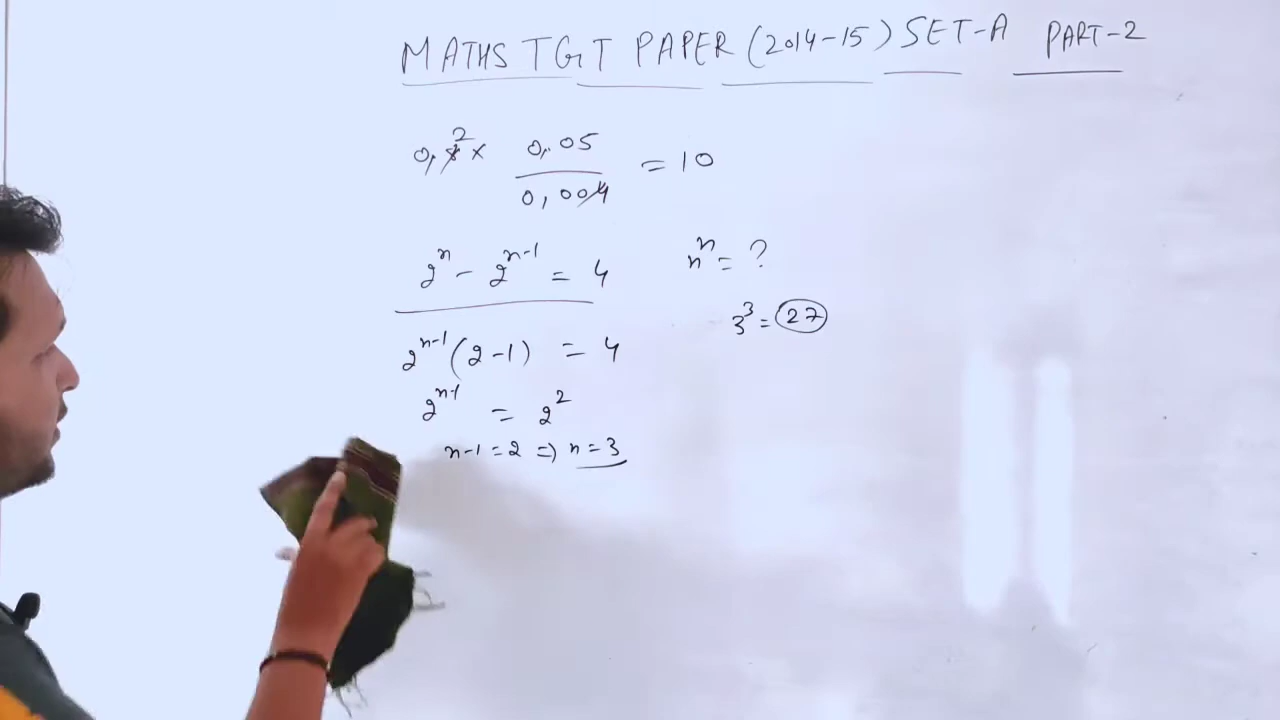 MATHS TGT PAPER (2014-15) SET-A PART-2
2
0.8 × 0.05 / 0.004 = 10
2^n - 2^{n-1} = 4 n^n = ?
2^{n-1} (2-1) = 4 3^3 = 27
2^{n-1} = 2^2
n-1 = 2 => n = 3